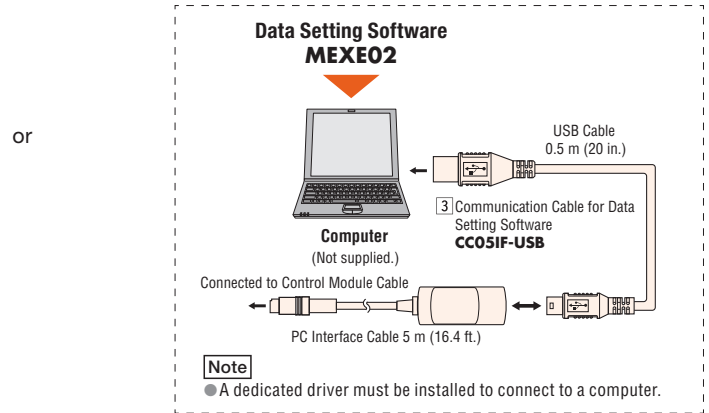 Data Setting Software
MEXE02
or
USB Cable
0.5 m (20 in.)
3 Communication Cable for Data
Setting Software
CC05IF-USB
Computer
(Not supplied.)
Connected to Control Module Cable
PC Interface Cable 5 m (16.4 ft.)
Note
●A dedicated driver must be installed to connect to a computer.